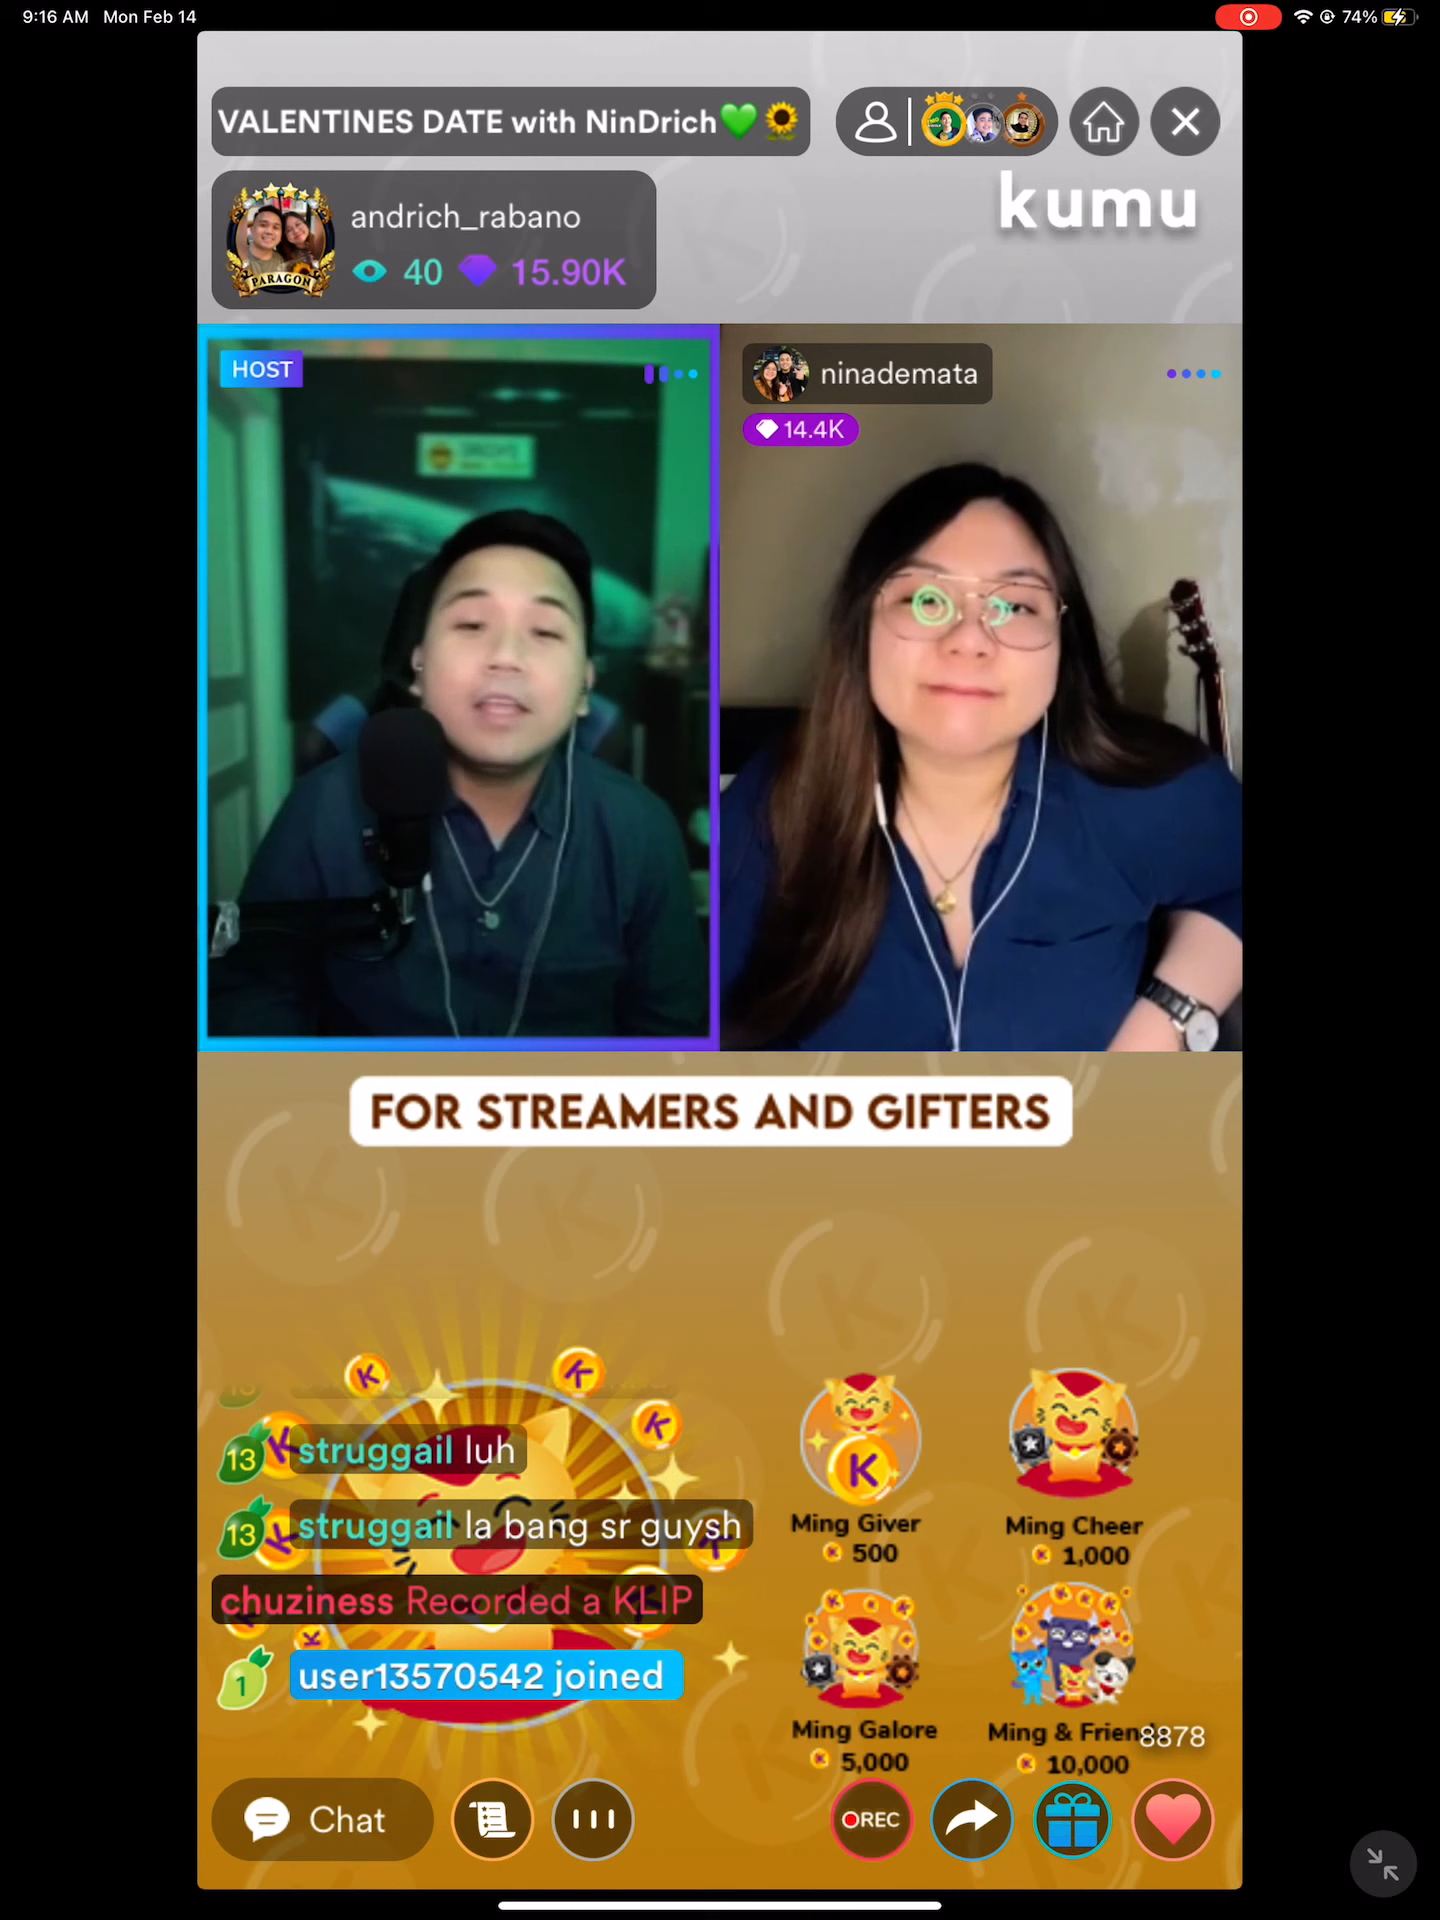 9:16 AM Mon Feb 14
74%
VALENTINES DATE with NinDrich💚🌻
andrich_rabano
40 15.90K
PARAGON
kumu
HOST
ninademata
14.4K
FOR STREAMERS AND GIFTERS
13 struggail luh
13 struggail la bang sr guysh
chuziness Recorded a KLIP
1 user13570542 joined
Ming Giver
500
Ming Cheer
1,000
Ming Galore
5,000
Ming & Friend
10,000
8878
Chat
REC